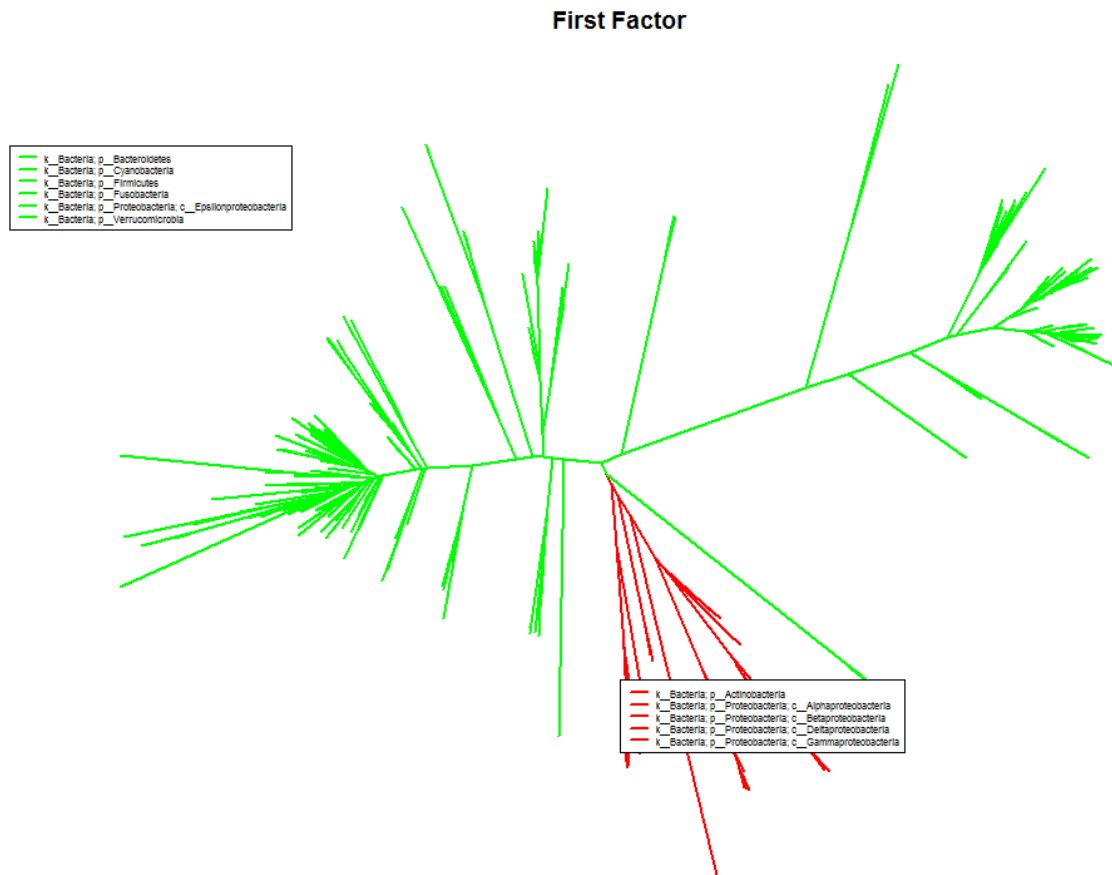 First Factor
k__Bacteria; p__Bacteroidetes
k__Bacteria; p__Cyanobacteria
k__Bacteria; p__Firmicutes
k__Bacteria; p__Fusobacteria
k__Bacteria; p__Proteobacteria; c__Epsilonproteobacteria
k__Bacteria; p__Verrucomicrobia
k__Bacteria; p__Actinobacteria
k__Bacteria; p__Proteobacteria; c__Alphaproteobacteria
k__Bacteria; p__Proteobacteria; c__Betaproteobacteria
k__Bacteria; p__Proteobacteria; c__Deltaproteobacteria
k__Bacteria; p__Proteobacteria; c__Gammaproteobacteria